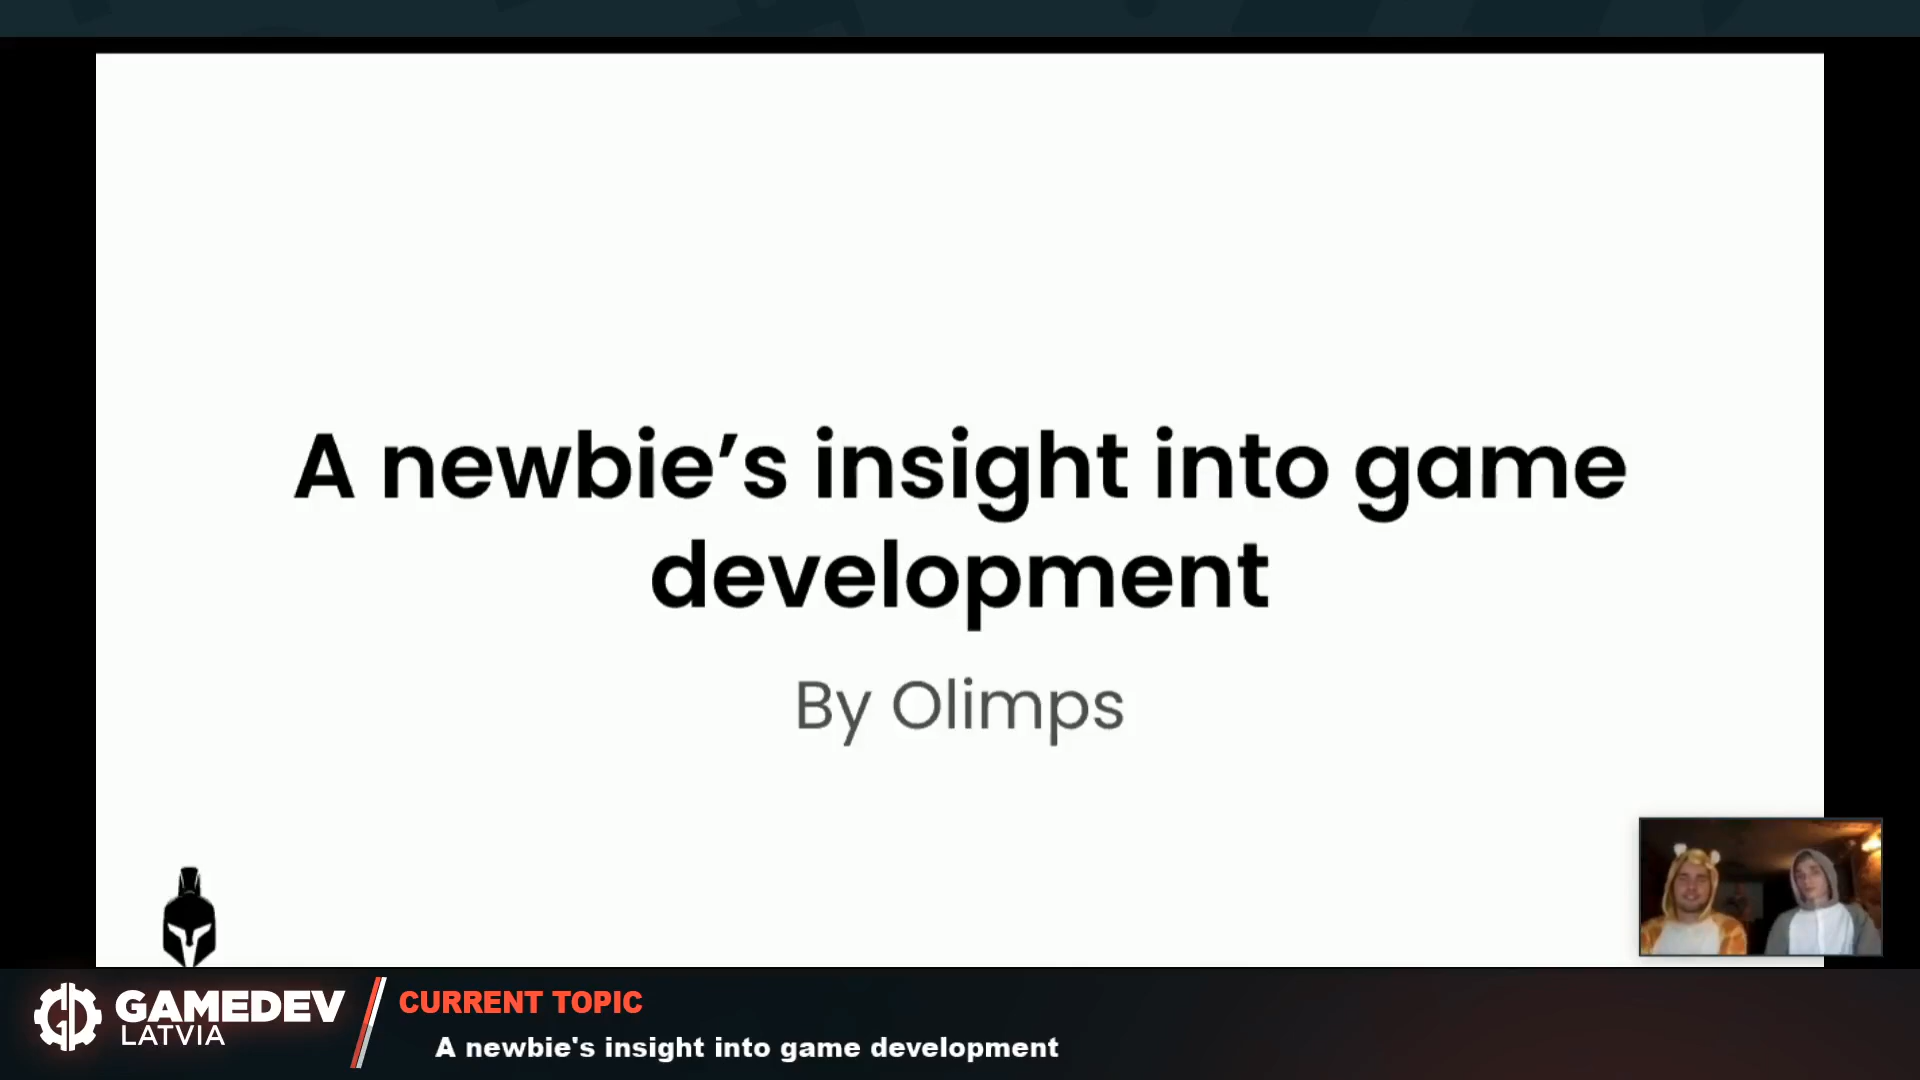 A newbie’s insight into game
development
By Olimps
GAMEDEV
LATVIA
CURRENT TOPIC
A newbie's insight into game development